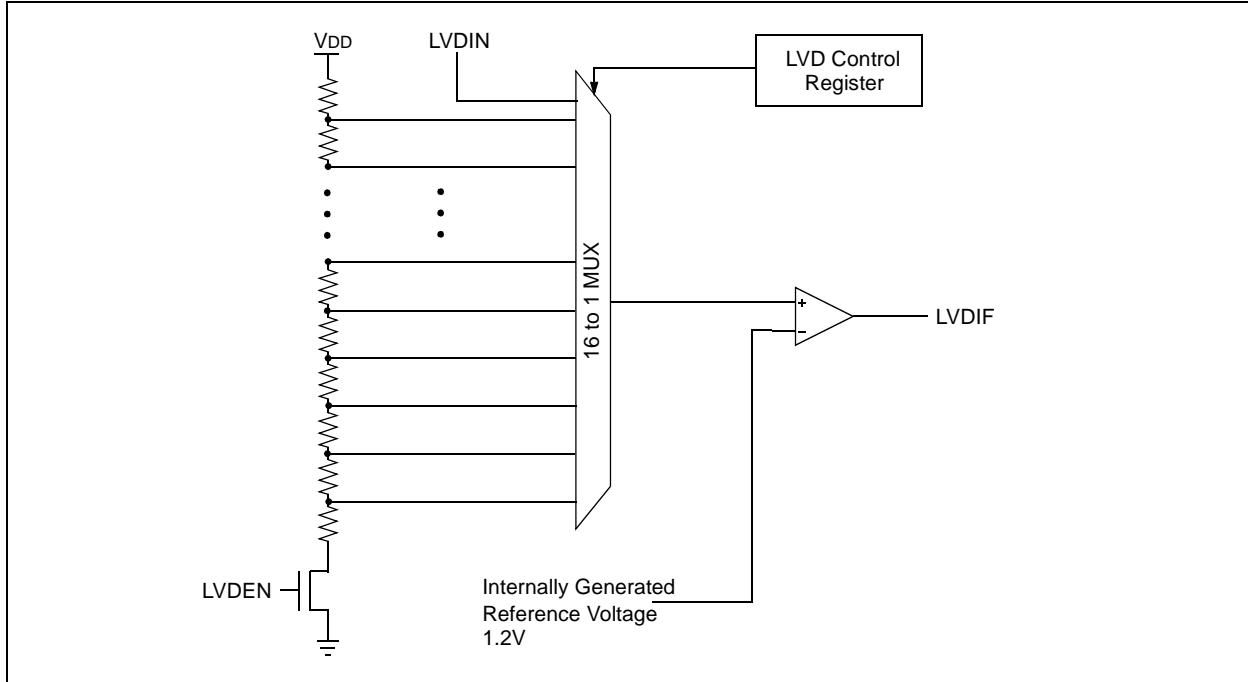 VDD
LVDIN
LVD Control
Register
16 to 1 MUX
+
−
LVDIF
LVDEN
Internally Generated
Reference Voltage
1.2V